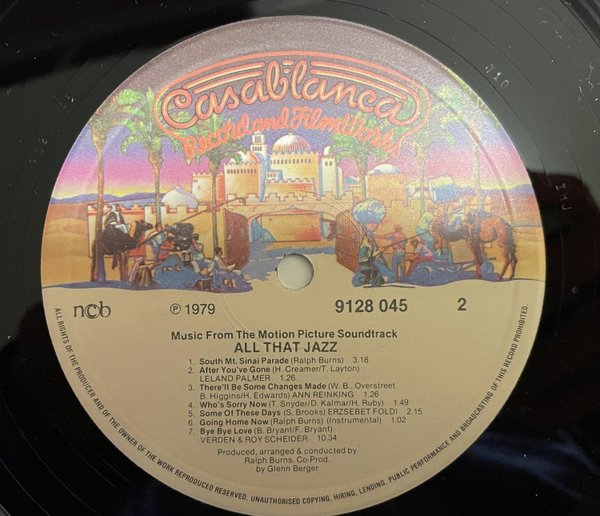 Casablanca
Record and FilmWorks
ncb
℗ 1979
9128 045
2
Music From The Motion Picture Soundtrack
ALL THAT JAZZ
1. South Mt. Sinai Parade (Ralph Burns) 3.18
2. After You've Gone (H. Creamer/T. Layton)
LELAND PALMER 1.26
3. There'll Be Some Changes Made (W. B. Overstreet
B. Higgins/H. Edwards) ANN REINKING 1.26
4. Who's Sorry Now (T. Snyder/D. Kalmar/H. Ruby) 1.49
5. Some Of These Days (S. Brooks) ERZSEBET FOLDI 2.15
6. Going Home Now (Ralph Burns) (Instrumental) 1.02
7. Bye Bye Love (B. Bryant/F. Bryant)
VERDEN & ROY SCHEIDER 10.34
Produced, arranged & conducted by
Ralph Burns. Co-Prod.
by Glenn Berger
ALL RIGHTS OF THE PRODUCER AND OF THE OWNER OF THE WORK REPRODUCED RESERVED. UNAUTHORISED COPYING, HIRING, LENDING, PUBLIC PERFORMANCE AND BROADCASTING OF THIS RECORD PROHIBITED.